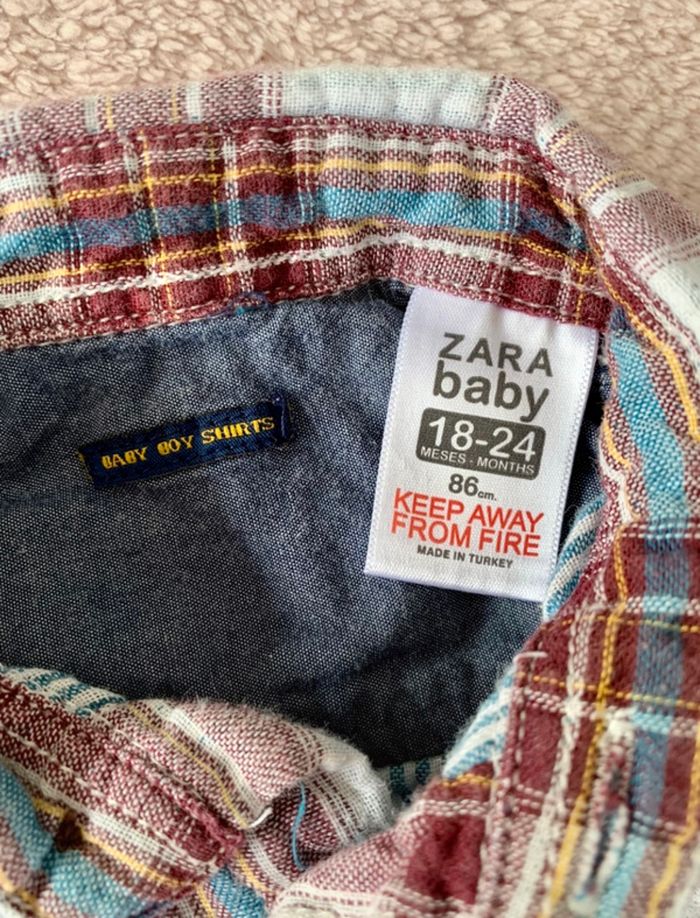 ZARA
baby
18-24
MESES - MONTHS
86cm.
KEEP AWAY
FROM FIRE
MADE IN TURKEY
BABY BOY SHIRTS